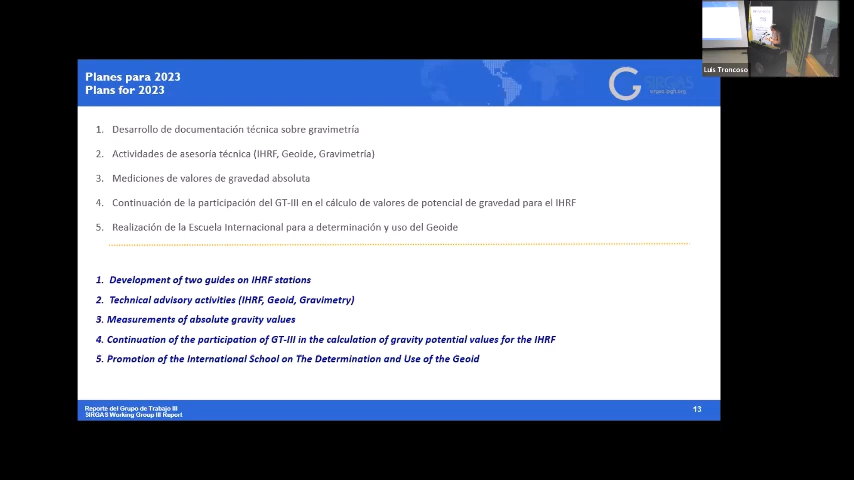 Planes para 2023
Plans for 2023
SIRGAS
sirgas.ipgh.org
Luis Troncoso
1. Desarrollo de documentación técnica sobre gravimetría
2. Actividades de asesoría técnica (IHRF, Geoide, Gravimetría)
3. Mediciones de valores de gravedad absoluta
4. Continuación de la participación del GT-III en el cálculo de valores de potencial de gravedad para el IHRF
5. Realización de la Escuela Internacional para a determinación y uso del Geoide
1. Development of two guides on IHRF stations
2. Technical advisory activities (IHRF, Geoid, Gravimetry)
3. Measurements of absolute gravity values
4. Continuation of the participation of GT-III in the calculation of gravity potential values for the IHRF
5. Promotion of the International School on The Determination and Use of the Geoid
Reporte del Grupo de Trabajo III
SIRGAS Working Group III Report
13